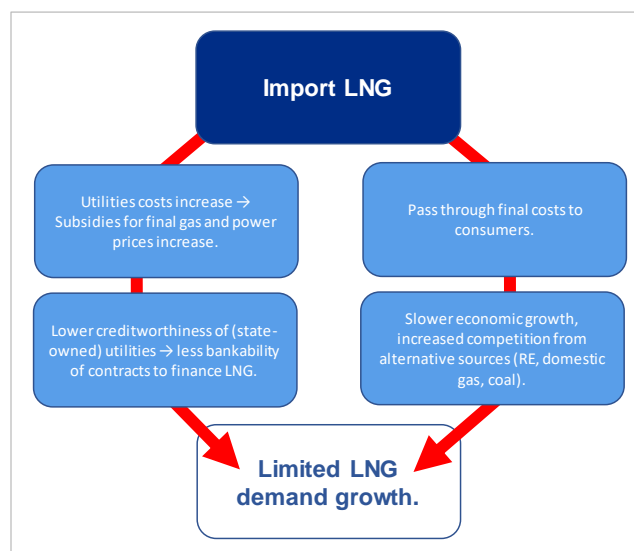 Import LNG
Utilities costs increase →
Subsidies for final gas and power
prices increase.
Pass through final costs to
consumers.
Lower creditworthiness of (state-
owned) utilities → less bankability
of contracts to finance LNG.
Slower economic growth,
increased competition from
alternative sources (RE, domestic
gas, coal).
Limited LNG
demand growth.